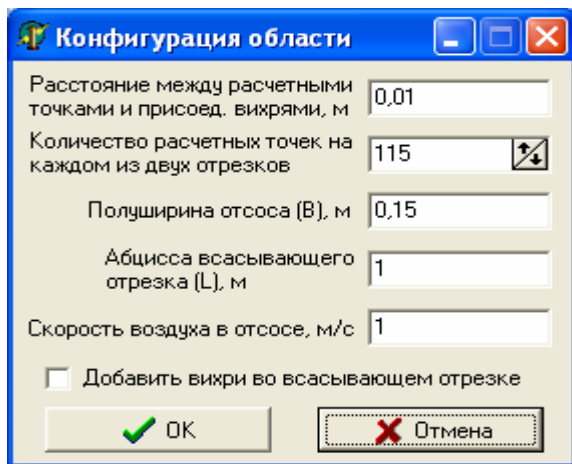 Конфигурация области
Расстояние между расчетными
точками и присоед. вихрями, м
0,01
Количество расчетных точек на
каждом из двух отрезков
115
Полуширина отсоса (B), м
0,15
Абцисса всасывающего
отрезка (L), м
1
Скорость воздуха в отсосе, м/с
1
Добавить вихри во всасывающем отрезке
OK
Отмена